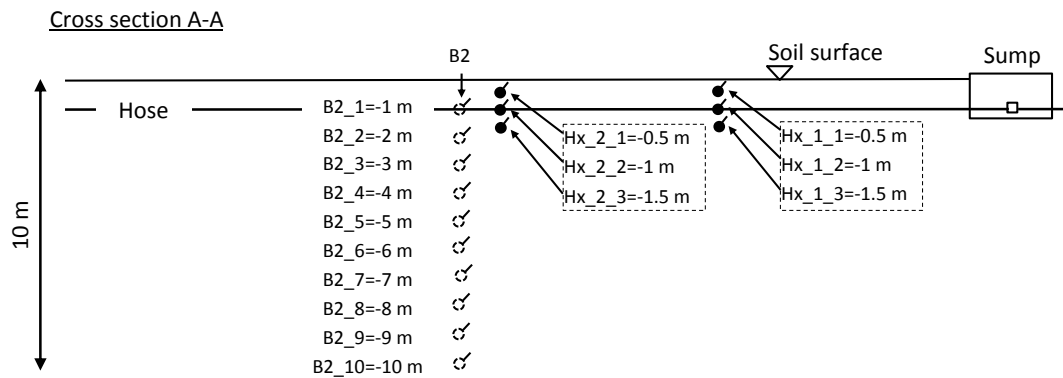 Cross section A-A
B2
Soil surface
Sump
10 m
Hose
B2_1=-1 m
B2_2=-2 m
B2_3=-3 m
B2_4=-4 m
B2_5=-5 m
B2_6=-6 m
B2_7=-7 m
B2_8=-8 m
B2_9=-9 m
B2_10=-10 m
Hx_2_1=-0.5 m
Hx_2_2=-1 m
Hx_2_3=-1.5 m
Hx_1_1=-0.5 m
Hx_1_2=-1 m
Hx_1_3=-1.5 m